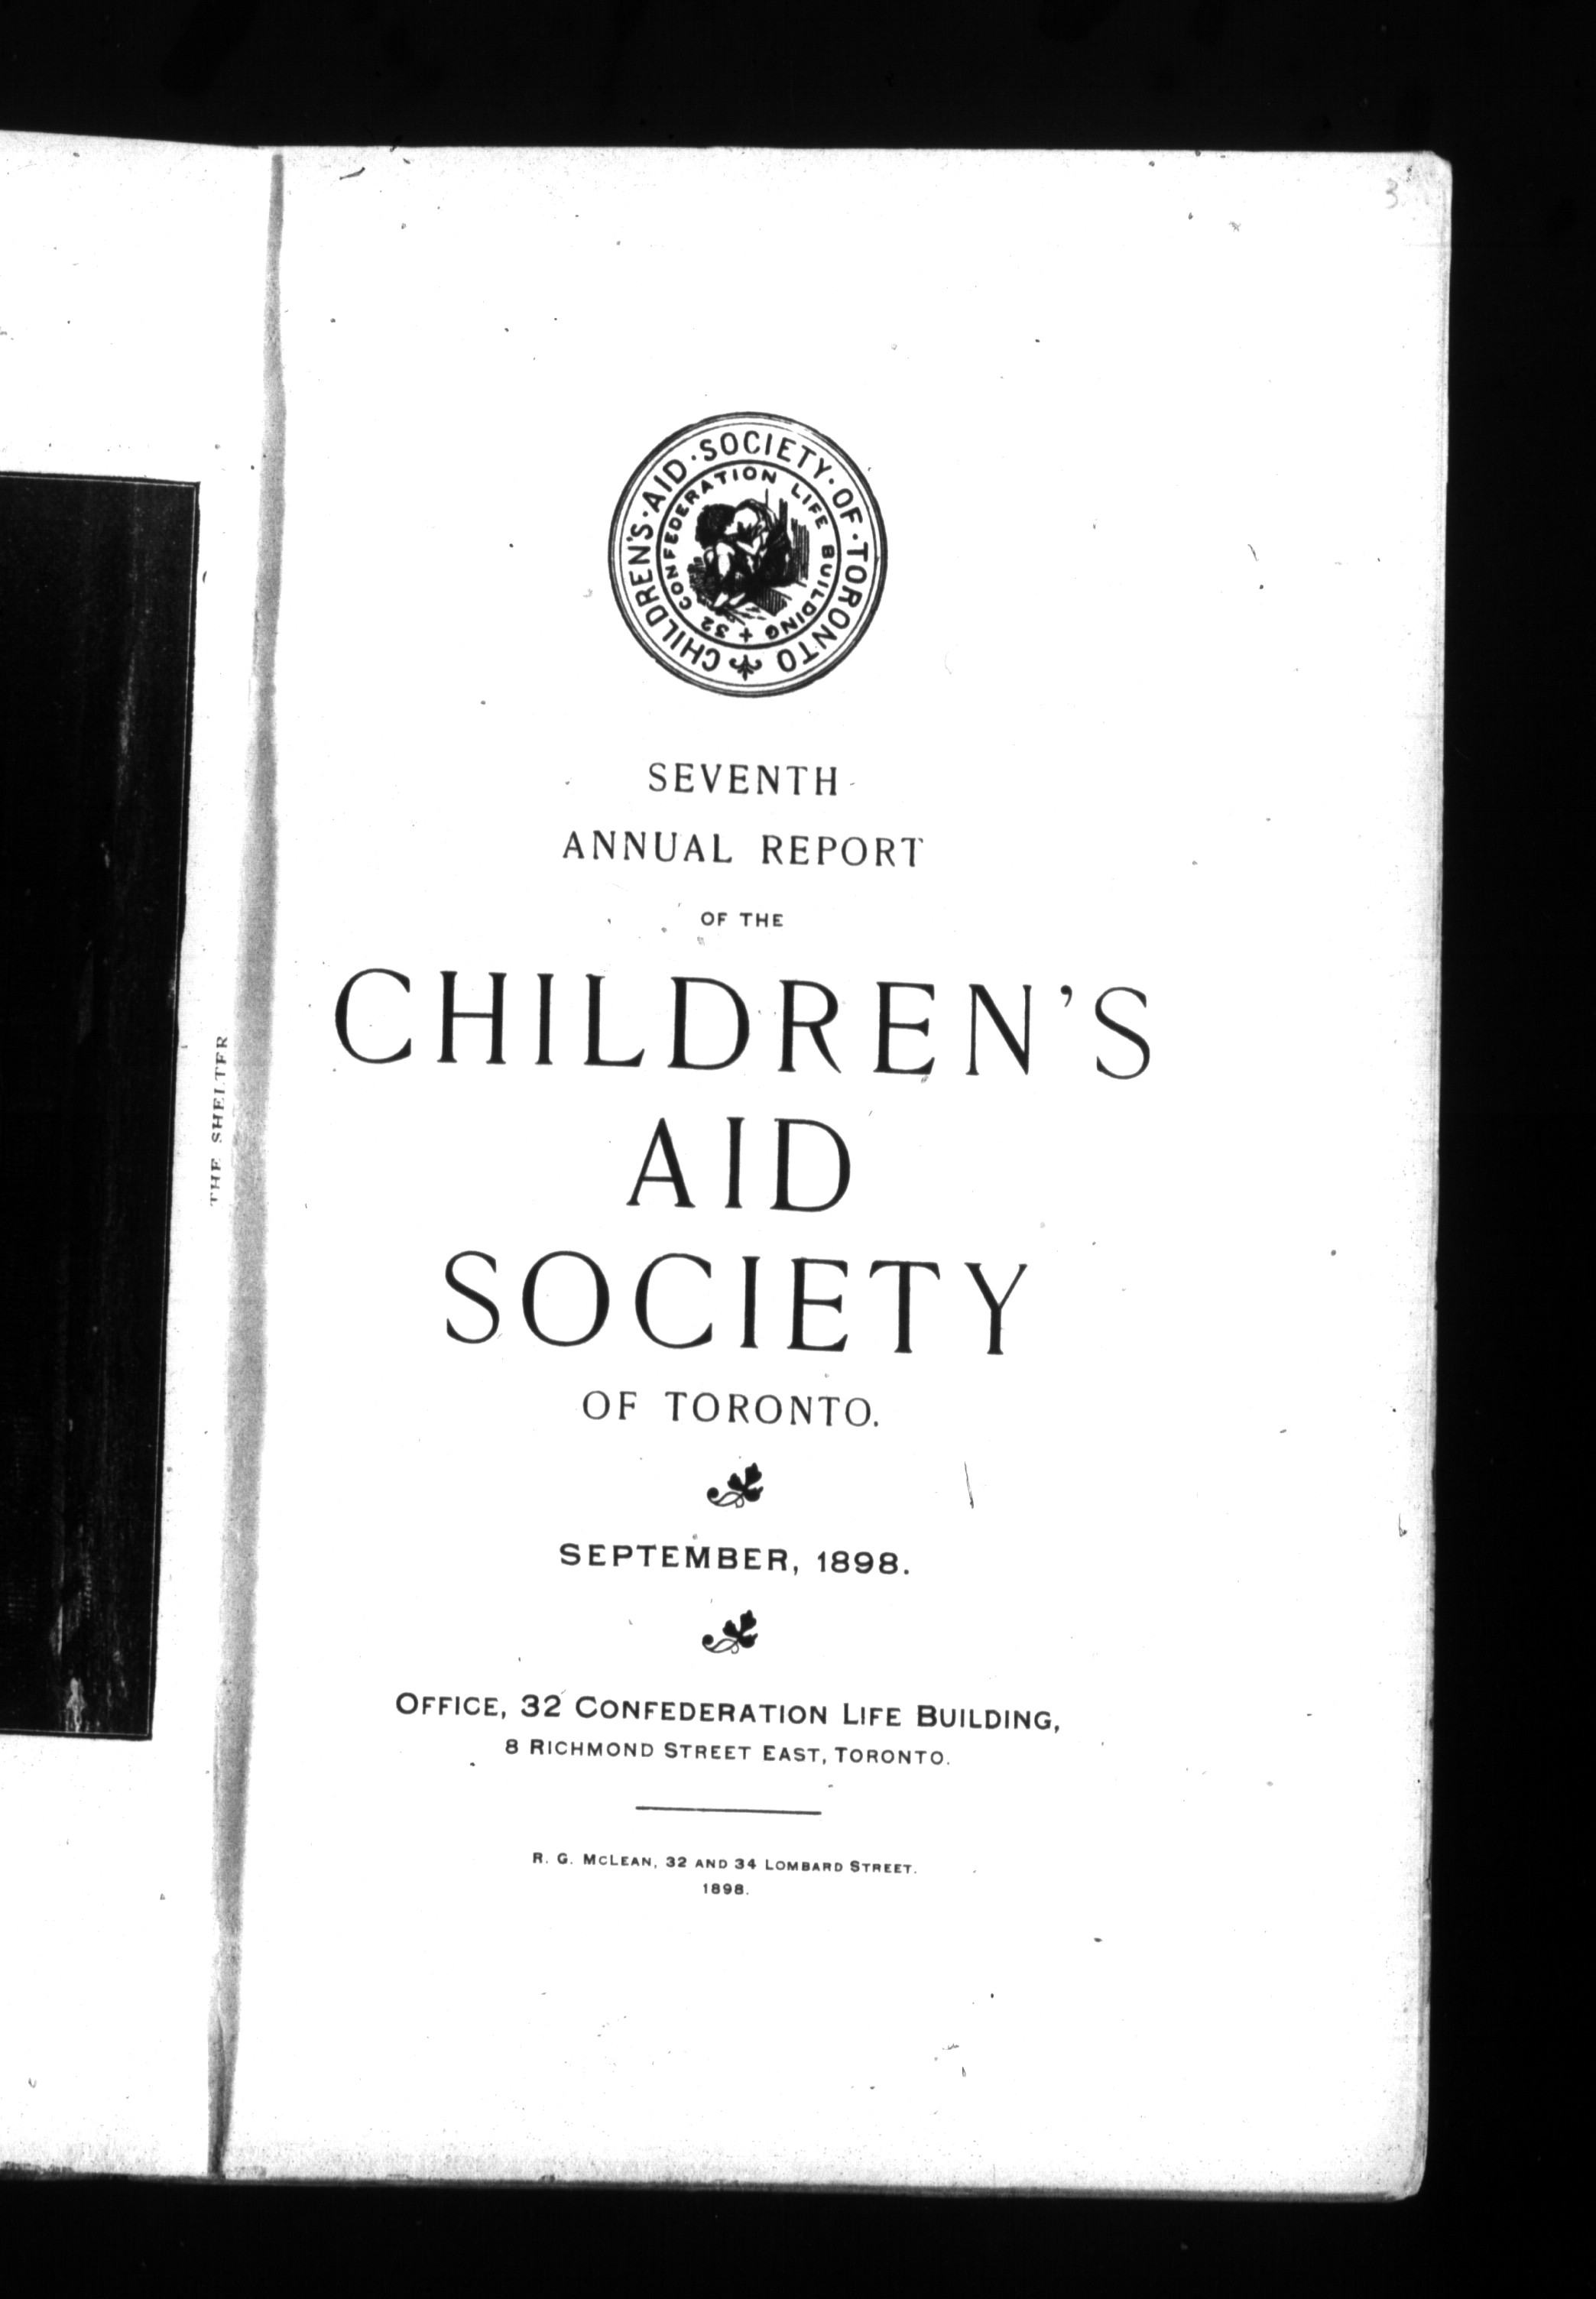 THE SHELTER
3
CHILDREN'S · AID · SOCIETY · OF · TORONTO
32 CONFEDERATION LIFE BUILDING
SEVENTH
ANNUAL REPORT
OF THE
CHILDREN'S
AID
SOCIETY
OF TORONTO.
SEPTEMBER, 1898.
OFFICE, 32 CONFEDERATION LIFE BUILDING,
8 RICHMOND STREET EAST, TORONTO.
R. G. MCLEAN, 32 AND 34 LOMBARD STREET.
1898.